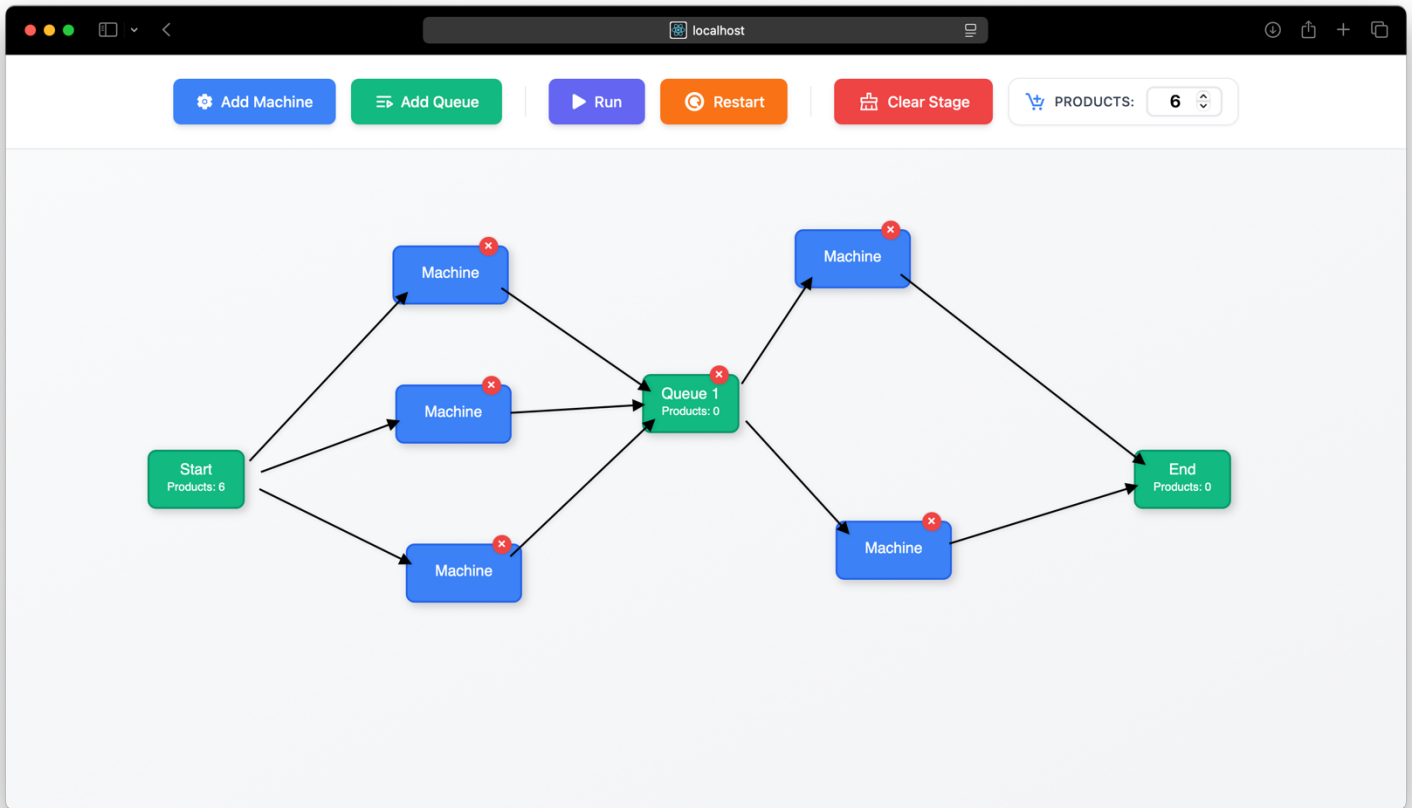 localhost
Add Machine
Add Queue
Run
Restart
Clear Stage
PRODUCTS:
6
Machine
Machine
Machine
Queue 1
Products: 0
Start
Products: 6
Machine
End
Products: 0
Machine